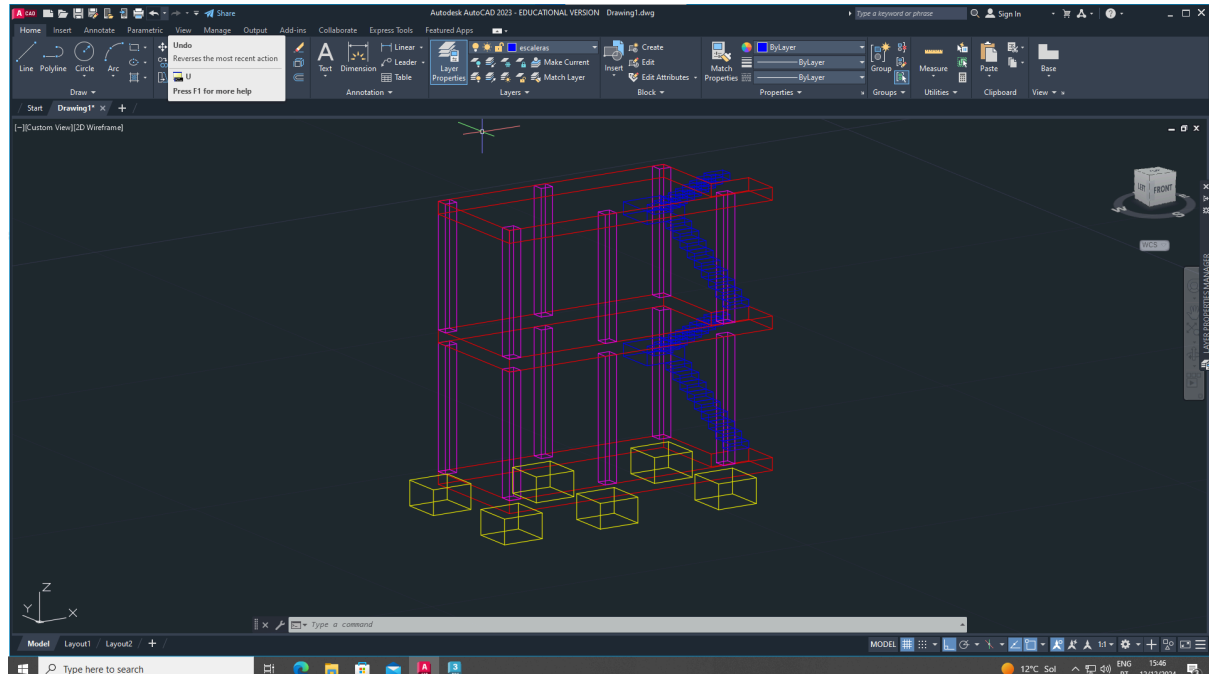 A CAD Share Autodesk AutoCAD 2023 - EDUCATIONAL VERSION Drawing1.dwg Type a keyword or phrase Sign In
Home Insert Annotate Parametric View Manage Output Add-ins Collaborate Express Tools Featured Apps
Undo
Reverses the most recent action
U
Press F1 for more help
Line Polyline Circle Arc
Draw
Text Dimension
Linear
Leader
Table
Annotation
Layer Properties
escaleras
Make Current
Match Layer
Layers
Insert
Create
Edit
Edit Attributes
Block
Match Properties
ByLayer
ByLayer
ByLayer
Properties
Group
Groups
Measure
Utilities
Paste
Clipboard
Base
View
Start Drawing1*
[-][Custom View][2D Wireframe]
LEFT FRONT
S
WCS
LAYER PROPERTIES MANAGER
Z
Y X
Type a command
Model Layout1 Layout2 MODEL 1:1
Type here to search 12°C Sol ENG 15:46